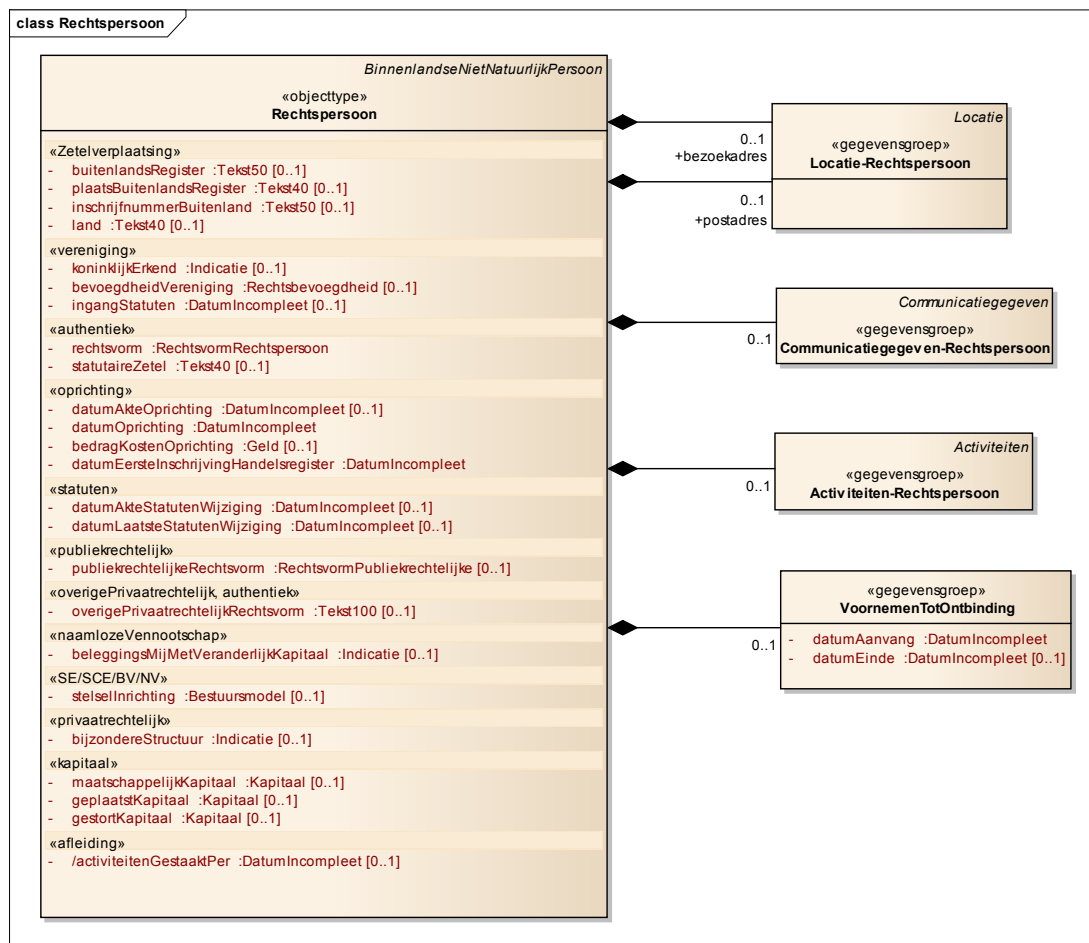 class Rechtspersoon
BinnenlandseNietNatuurlijkPersoon
«objecttype»
Rechtspersoon
«Zetelverplaatsing»
- buitenlandsRegister :Tekst50 [0..1]
- plaatsBuitenlandsRegister :Tekst40 [0..1]
- inschrijfnummerBuitenland :Tekst50 [0..1]
- land :Tekst40 [0..1]
«vereniging»
- koninklijkErkend :Indicatie [0..1]
- bevoegdheidVereniging :Rechtsbevoegdheid [0..1]
- ingangStatuten :DatumIncompleet [0..1]
«authentiek»
- rechtsvorm :RechtsvormRechtspersoon
- statutaireZetel :Tekst40 [0..1]
«oprichting»
- datumAkteOprichting :DatumIncompleet [0..1]
- datumOprichting :DatumIncompleet
- bedragKostenOprichting :Geld [0..1]
- datumEersteInschrijvingHandelsregister :DatumIncompleet
«statuten»
- datumAkteStatutenWijziging :DatumIncompleet [0..1]
- datumLaatsteStatutenWijziging :DatumIncompleet [0..1]
«publiekrechtelijk»
- publiekrechtelijkeRechtsvorm :RechtsvormPubliekrechtelijke [0..1]
«overigePrivaatrechtelijk, authentiek»
- overigePrivaatrechtelijkRechtsvorm :Tekst100 [0..1]
«naamlozeVennootschap»
- beleggingsMijMetVeranderlijkKapitaal :Indicatie [0..1]
«SE/SCE/BV/NV»
- stelselInrichting :Bestuursmodel [0..1]
«privaatrechtelijk»
- bijzondereStructuur :Indicatie [0..1]
«kapitaal»
- maatschappelijkKapitaal :Kapitaal [0..1]
- geplaatstKapitaal :Kapitaal [0..1]
- gestortKapitaal :Kapitaal [0..1]
«afleiding»
- /activiteitenGestaaktPer :DatumIncompleet [0..1]
0..1
+bezoekadres
0..1
+postadres
Locatie
«gegevensgroep»
Locatie-Rechtspersoon
0..1
Communicatiegegeven
«gegevensgroep»
Communicatiegegeven-Rechtspersoon
0..1
Activiteiten
«gegevensgroep»
Activiteiten-Rechtspersoon
0..1
«gegevensgroep»
VoornemenTotOntbinding
- datumAanvang :DatumIncompleet
- datumEinde :DatumIncompleet [0..1]